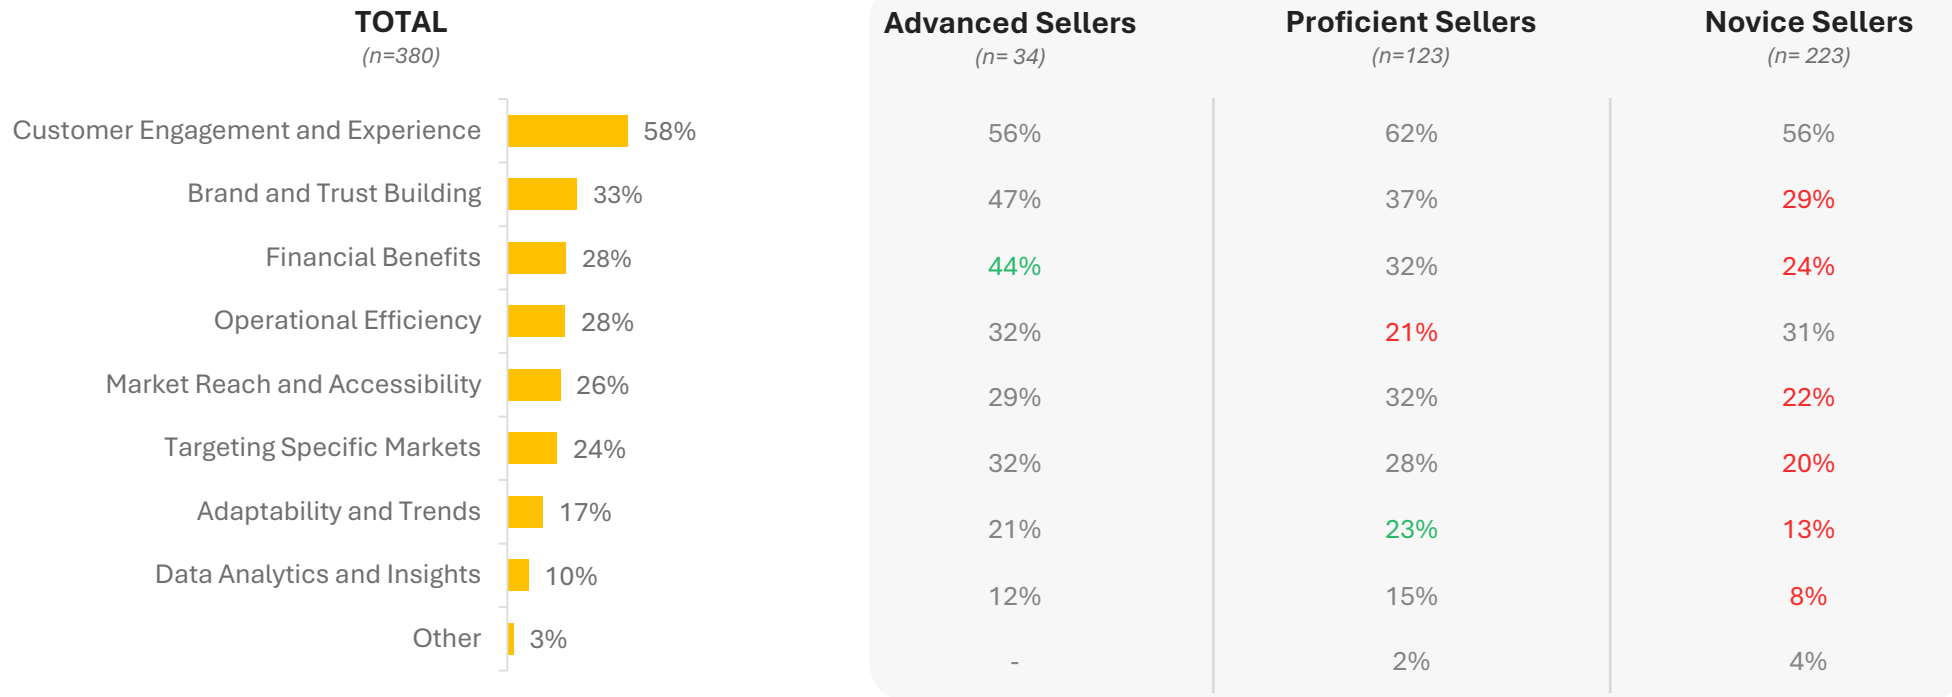 TOTAL Advanced Sellers Proficient Sellers Novice Sellers
(n=380) (n= 34) (n=123) (n= 223)
Customer Engagement and Experience 58% 56% 62% 56%
Brand and Trust Building 33% 47% 37% 29%
Financial Benefits 28% 44% 32% 24%
Operational Efficiency 28% 32% 21% 31%
Market Reach and Accessibility 26% 29% 32% 22%
Targeting Specific Markets 24% 32% 28% 20%
Adaptability and Trends 17% 21% 23% 13%
Data Analytics and Insights 10% 12% 15% 8%
Other 3% - 2% 4%